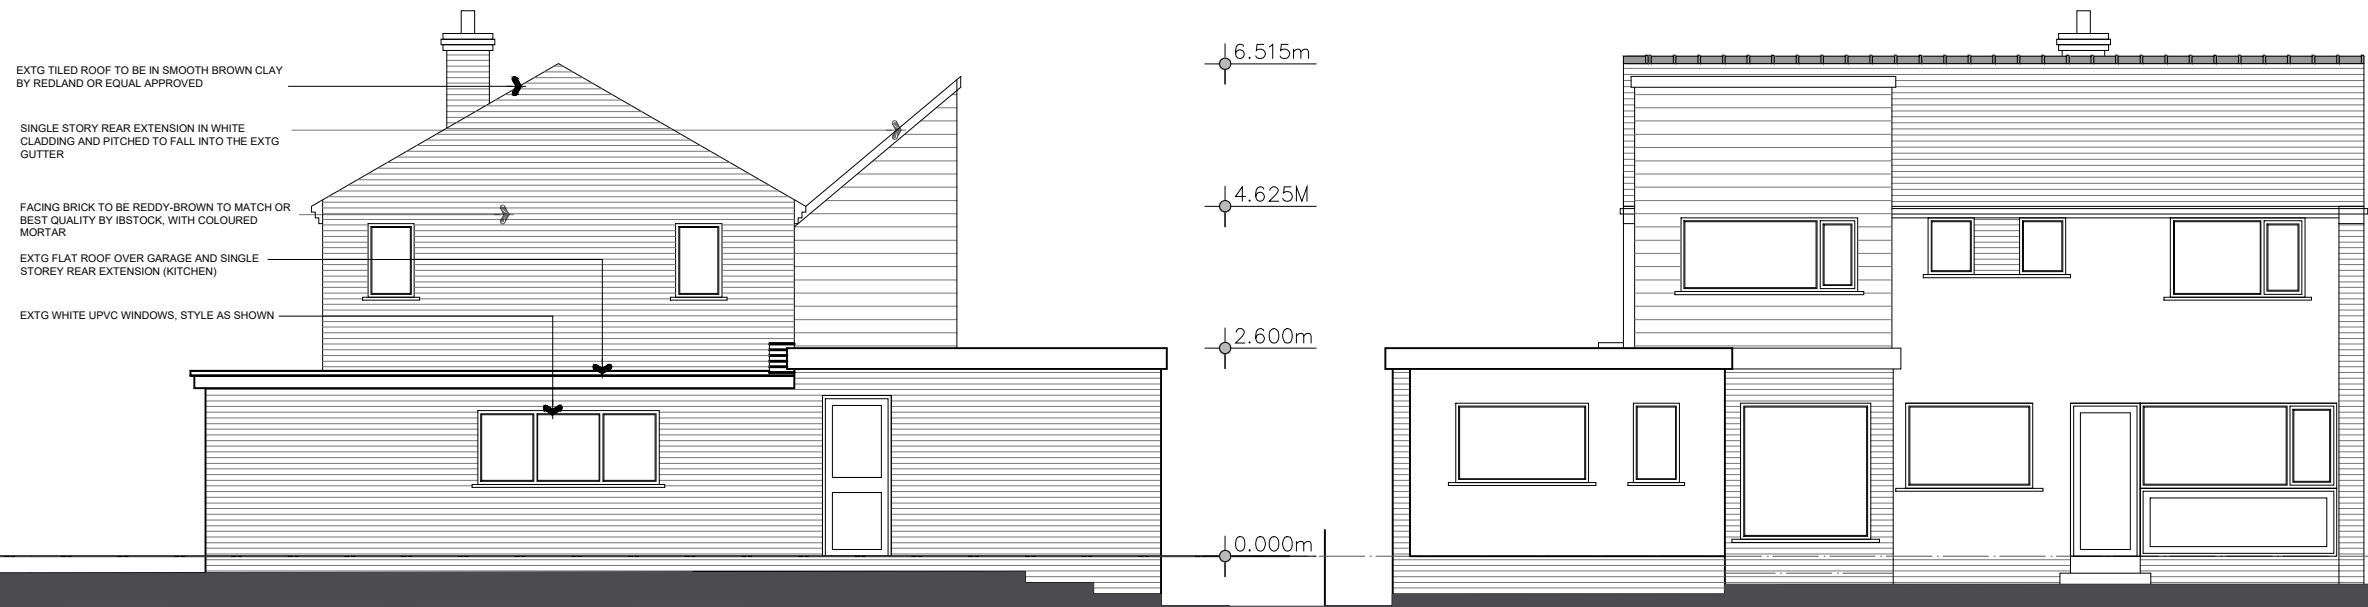 EXTG TILED ROOF TO BE IN SMOOTH BROWN CLAY
BY REDLAND OR EQUAL APPROVED
SINGLE STORY REAR EXTENSION IN WHITE
CLADDING AND PITCHED TO FALL INTO THE EXTG
GUTTER
FACING BRICK TO BE REDDY-BROWN TO MATCH OR
BEST QUALITY BY IBSTOCK, WITH COLOURED
MORTAR
EXTG FLAT ROOF OVER GARAGE AND SINGLE
STOREY REAR EXTENSION (KITCHEN)
EXTG WHITE UPVC WINDOWS, STYLE AS SHOWN
6.515m
4.625M
2.600m
0.000m